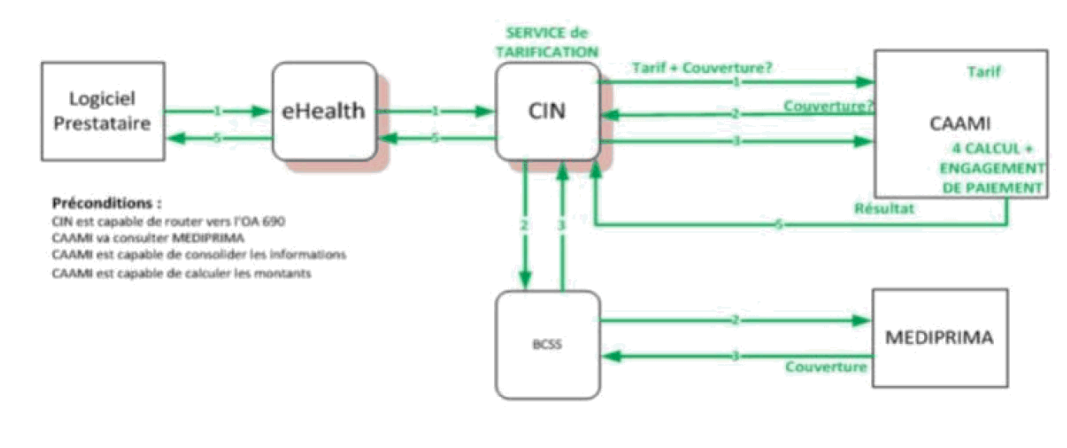 SERVICE de
TARIFICATION
Logiciel
Prestataire
1
5
eHealth
1
5
CIN
Tarif + Couverture?
1
Couverture?
2
3
Tarif
CAAMI
4 CALCUL +
ENGAGEMENT
DE PAIEMENT
Résultat
5
Préconditions :
CIN est capable de router vers l'OA 690
CAAMI va consulter MEDIPRIMA
CAAMI est capable de consolider les informations
CAAMI est capable de calculer les montants
2
3
BCSS
2
3
Couverture
MEDIPRIMA